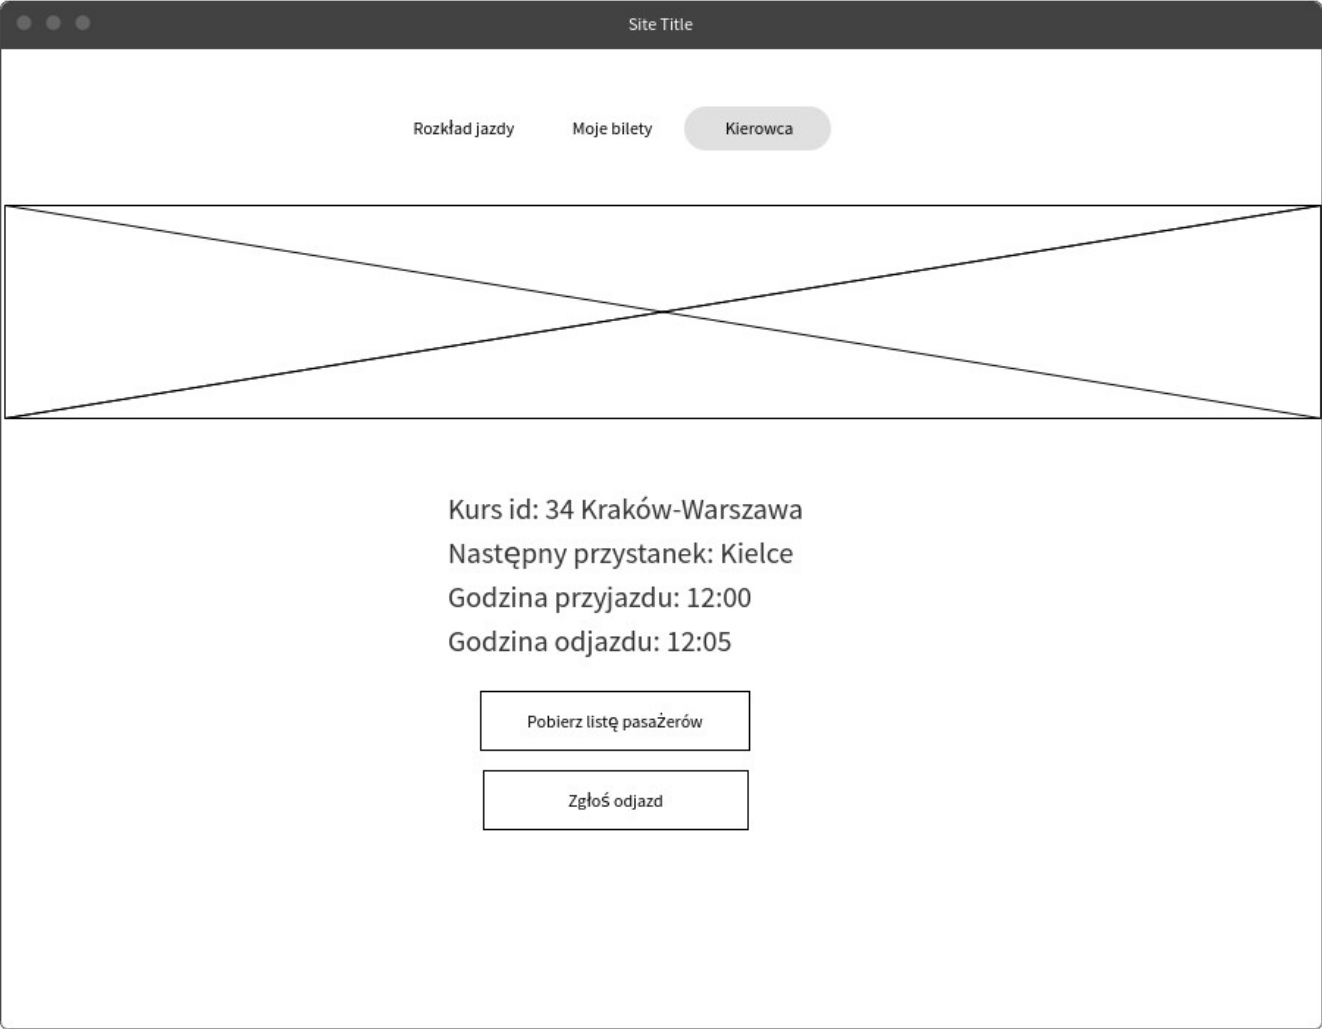 Site Title
Rozkład jazdy Moje bilety Kierowca
Kurs id: 34 Kraków-Warszawa
Następny przystanek: Kielce
Godzina przyjazdu: 12:00
Godzina odjazdu: 12:05
Pobierz listę pasażerów
Zgłoś odjazd